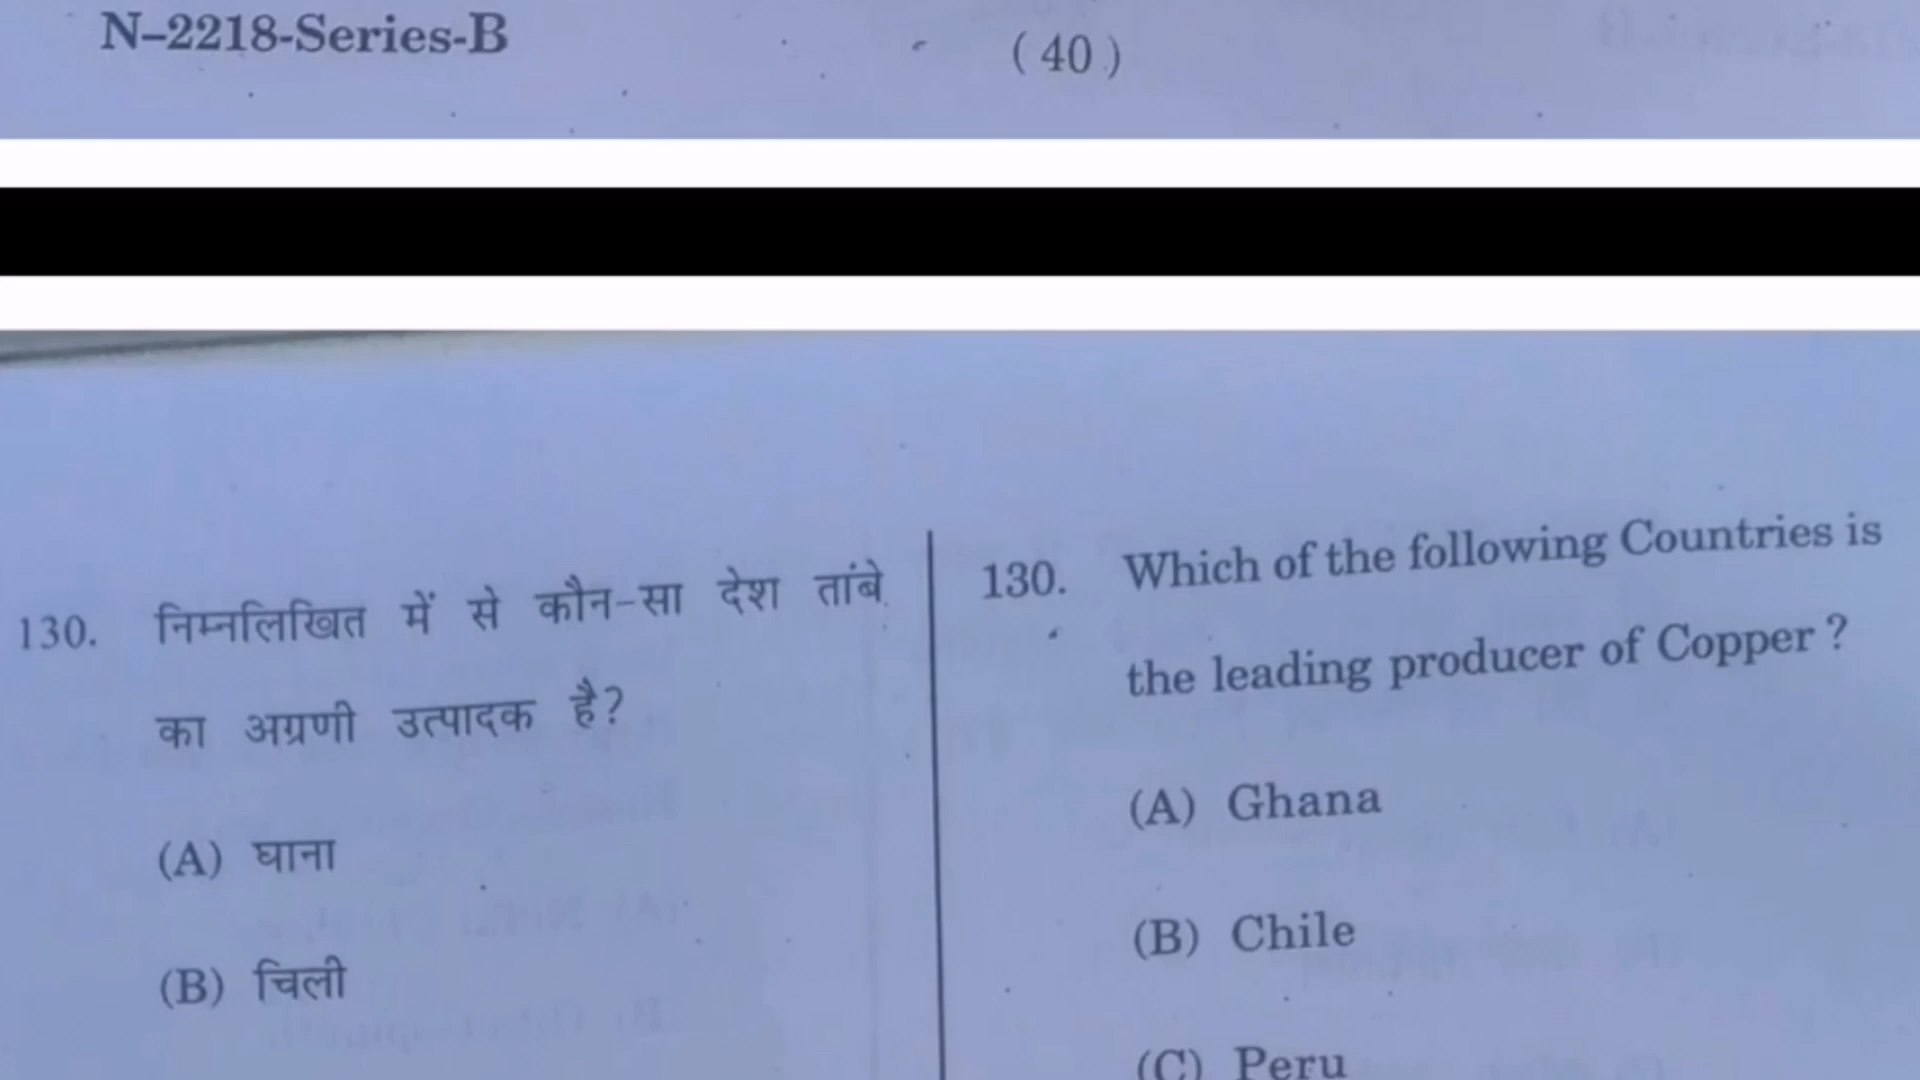 N–2218-Series-B
( 40 )
130. निम्नलिखित में से कौन-सा देश तांबे
का अग्रणी उत्पादक है?
(A) घाना
(B) चिली
130. Which of the following Countries is
the leading producer of Copper ?
(A) Ghana
(B) Chile
(C) Peru